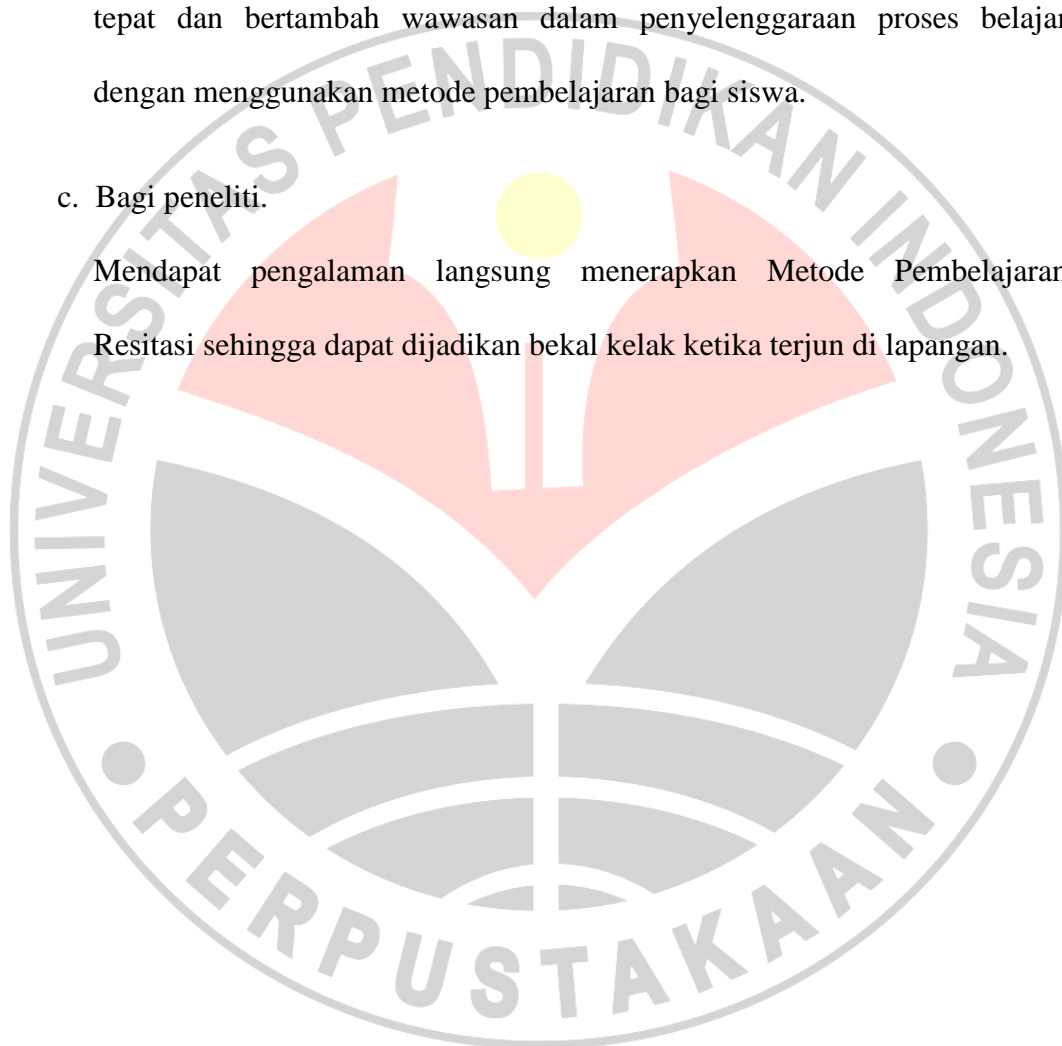 tepat dan bertambah wawasan dalam penyelenggaraan proses belajar
dengan menggunakan metode pembelajaran bagi siswa.
c. Bagi peneliti.
Mendapat pengalaman langsung menerapkan Metode Pembelajaran
Resitasi sehingga dapat dijadikan bekal kelak ketika terjun di lapangan.
UNIVERSITAS PENDIDIKAN INDONESIA
PERPUSTAKAAN